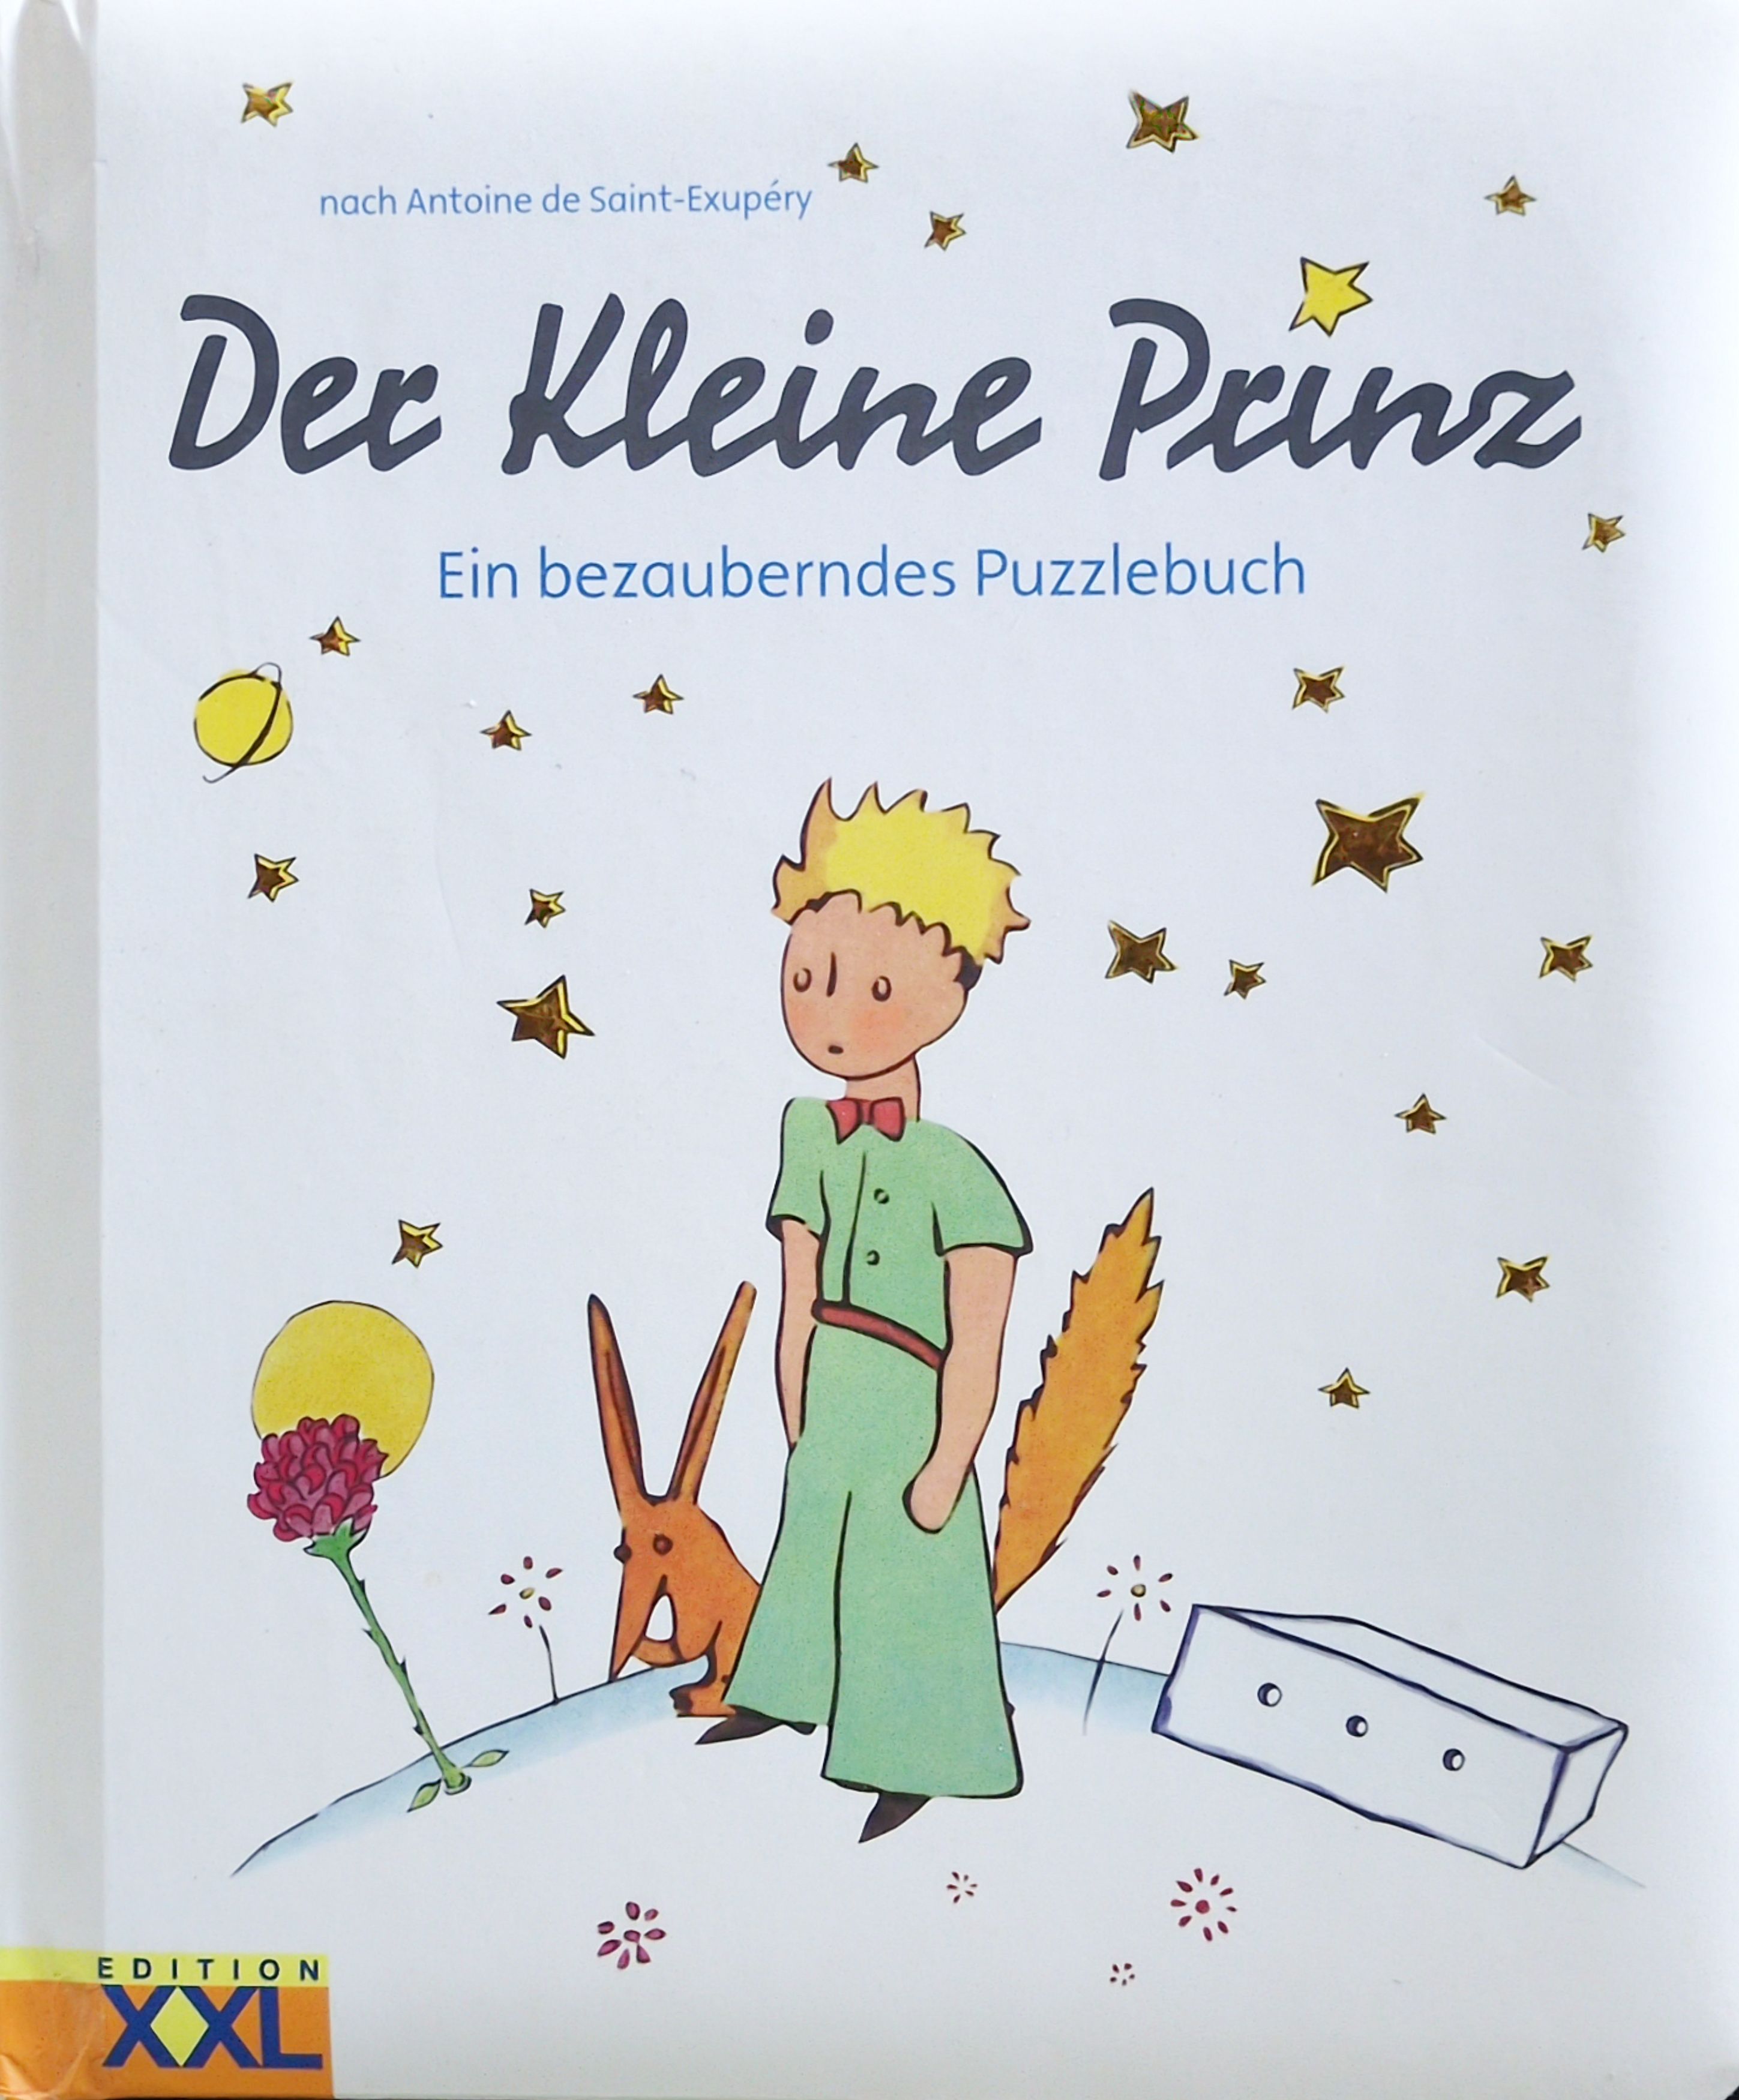 nach Antoine de Saint-Exupéry
Der Kleine Prinz
Ein bezauberndes Puzzlebuch
EDITION
XXL